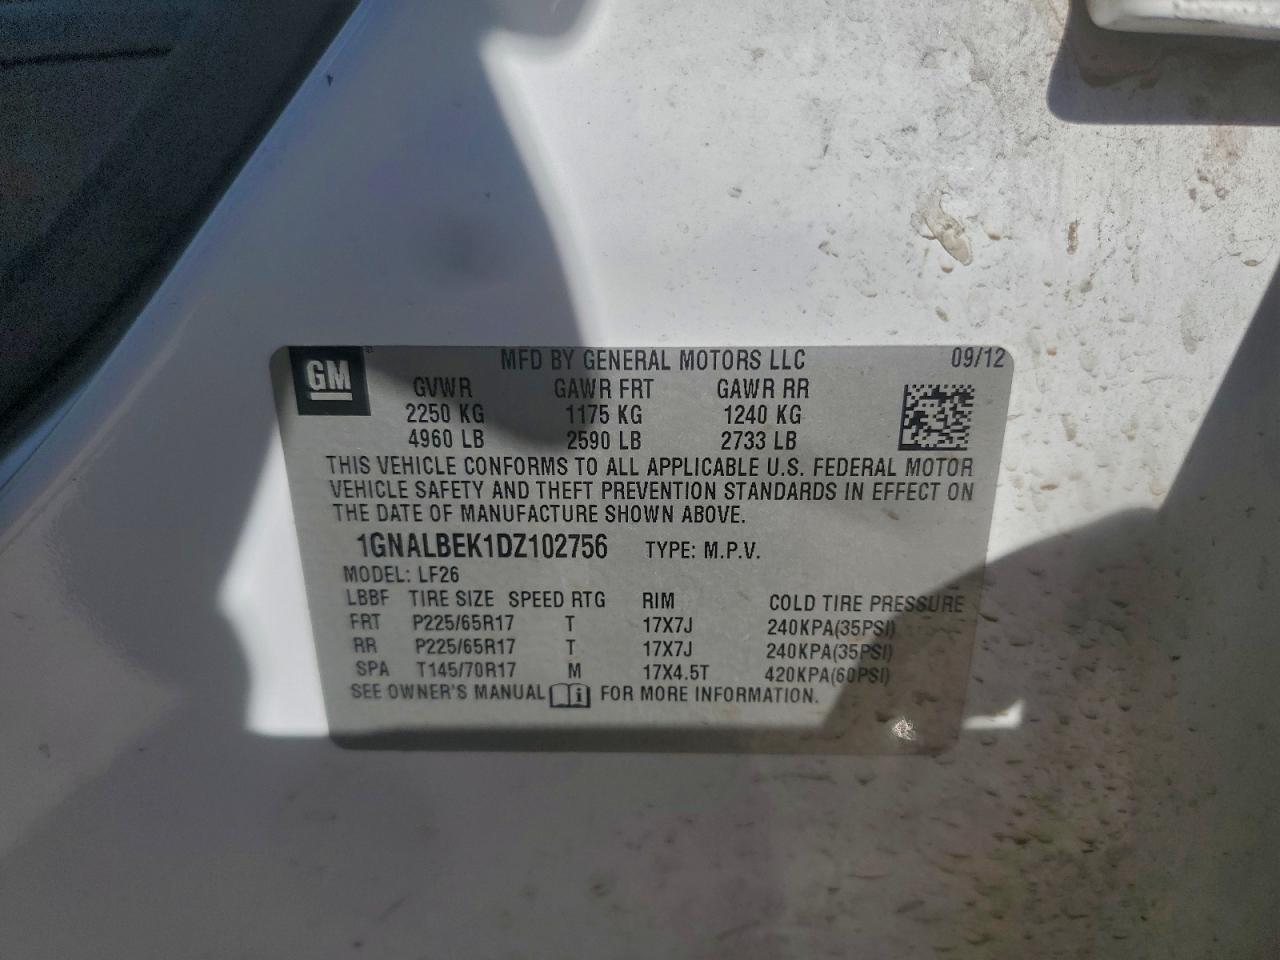 GM MFD BY GENERAL MOTORS LLC 09/12
GVWR GAWR FRT GAWR RR
2250 KG 1175 KG 1240 KG
4960 LB 2590 LB 2733 LB
THIS VEHICLE CONFORMS TO ALL APPLICABLE U.S. FEDERAL MOTOR
VEHICLE SAFETY AND THEFT PREVENTION STANDARDS IN EFFECT ON
THE DATE OF MANUFACTURE SHOWN ABOVE.
1GNALBEK1DZ102756 TYPE: M.P.V.
MODEL: LF26
LBBF TIRE SIZE SPEED RTG RIM COLD TIRE PRESSURE
FRT P225/65R17 T 17X7J 240KPA(35PSI)
RR P225/65R17 T 17X7J 240KPA(35PSI)
SPA T145/70R17 M 17X4.5T 420KPA(60PSI)
SEE OWNER'S MANUAL i FOR MORE INFORMATION.